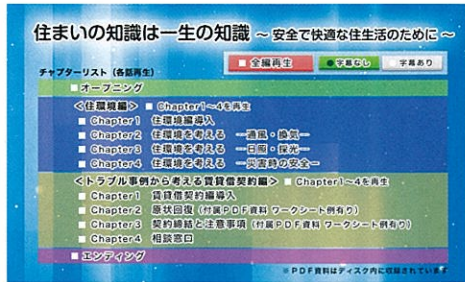 住まいの知識は一生の知識 ～ 安全で快適な住生活のために ～
全編再生 字幕なし 字幕あり
チャプターリスト（各話再生）
オープニング
＜住環境編＞ Chapter1～4を再生
Chapter1 住環境編導入
Chapter2 住環境を考える ―通風・換気―
Chapter3 住環境を考える ―日照・採光―
Chapter4 住環境を考える ―災害時の安全―
＜トラブル事例から考える賃貸借契約編＞ Chapter1～4を再生
Chapter1 賃貸借契約編導入
Chapter2 原状回復（付属PDF資料 ワークシート例有り）
Chapter3 契約締結と注意事項（付属PDF資料 ワークシート例有り）
Chapter4 相談窓口
エンディング
※PDF資料はディスク内に収録されています